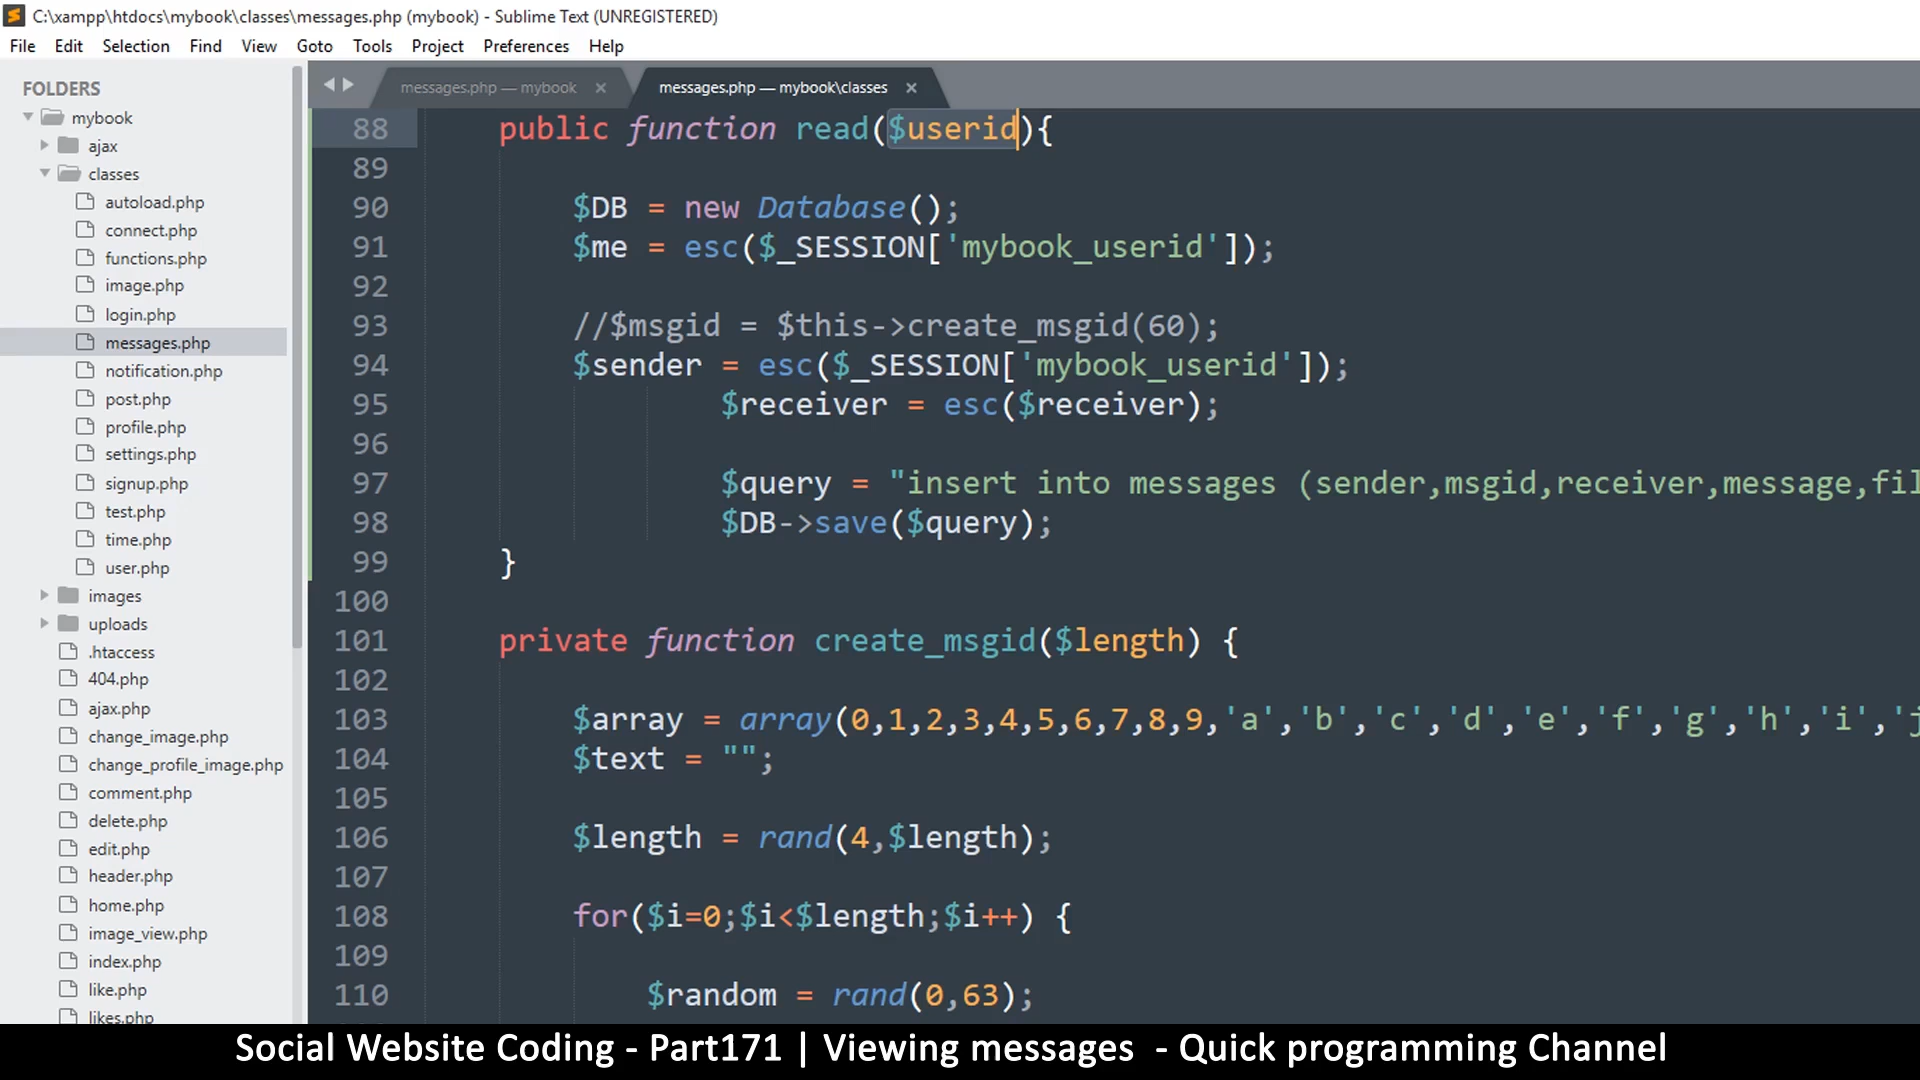 C:\xampp\htdocs\mybook\classes\messages.php (mybook) - Sublime Text (UNREGISTERED)
File Edit Selection Find View Goto Tools Project Preferences Help
FOLDERS
mybook
ajax
classes
autoload.php
connect.php
functions.php
image.php
login.php
messages.php
notification.php
post.php
profile.php
settings.php
signup.php
test.php
time.php
user.php
images
uploads
.htaccess
404.php
ajax.php
change_image.php
change_profile_image.php
comment.php
delete.php
edit.php
header.php
home.php
image_view.php
index.php
like.php
likes.php
messages.php — mybook × messages.php — mybook\classes ×
88 public function read($userid){
89
90 $DB = new Database();
91 $me = esc($_SESSION['mybook_userid']);
92
93 //$msgid = $this->create_msgid(60);
94 $sender = esc($_SESSION['mybook_userid']);
95 $receiver = esc($receiver);
96
97 $query = "insert into messages (sender,msgid,receiver,message,fil
98 $DB->save($query);
99 }
100
101 private function create_msgid($length) {
102
103 $array = array(0,1,2,3,4,5,6,7,8,9,'a','b','c','d','e','f','g','h','i','j
104 $text = "";
105
106 $length = rand(4,$length);
107
108 for($i=0;$i<$length;$i++) {
109
110 $random = rand(0,63);
Social Website Coding - Part171 | Viewing messages - Quick programming Channel